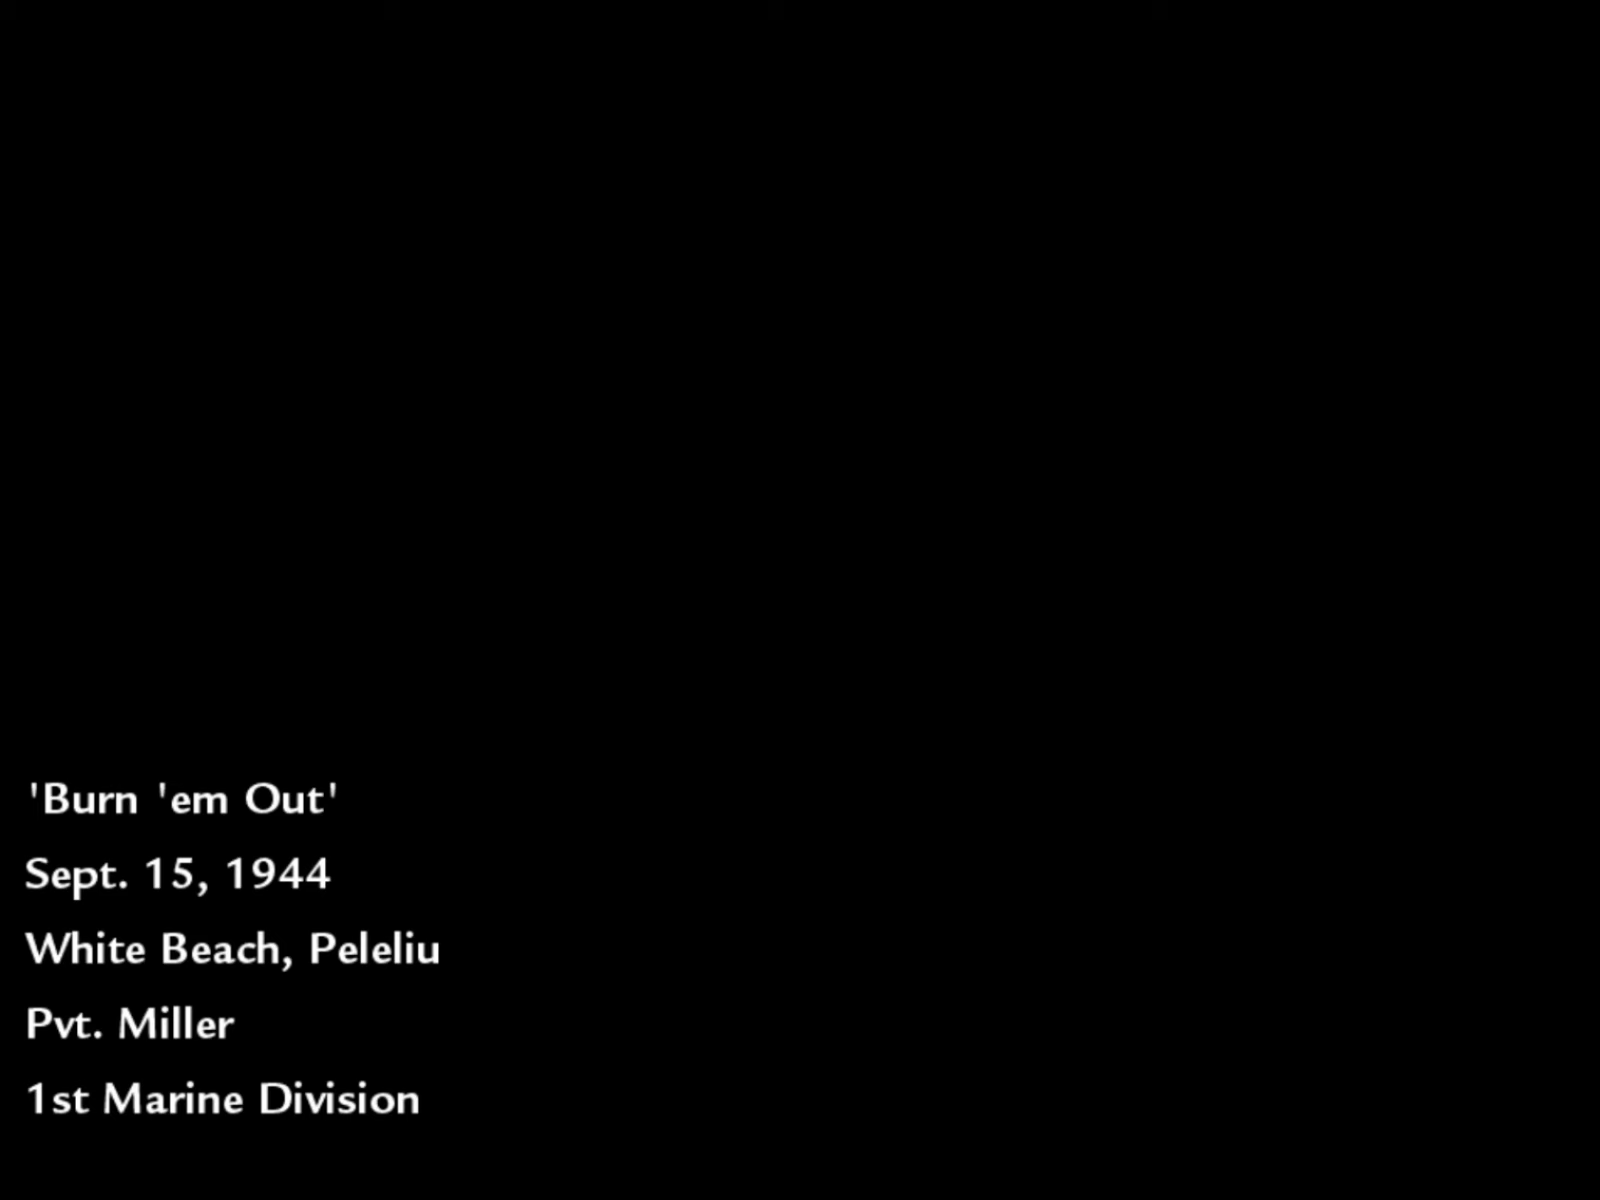 'Burn 'em Out'
Sept. 15, 1944
White Beach, Peleliu
Pvt. Miller
1st Marine Division